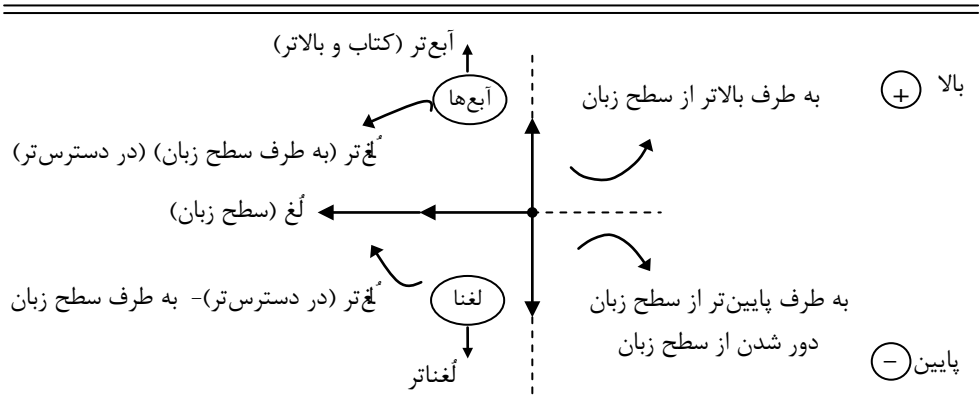 آبع‌تر (کتاب و بالاتر)
بالا
+
آبع‌ها
به طرف بالاتر از سطح زبان
لُغ‌تر (به طرف سطح زبان) (در دسترس‌تر)
لُغ (سطح زبان)
لُغ‌تر (در دسترس‌تر)- به طرف سطح زبان
لغنا
به طرف پایین‌تر از سطح زبان
دور شدن از سطح زبان
پایین
−
لُغناتر